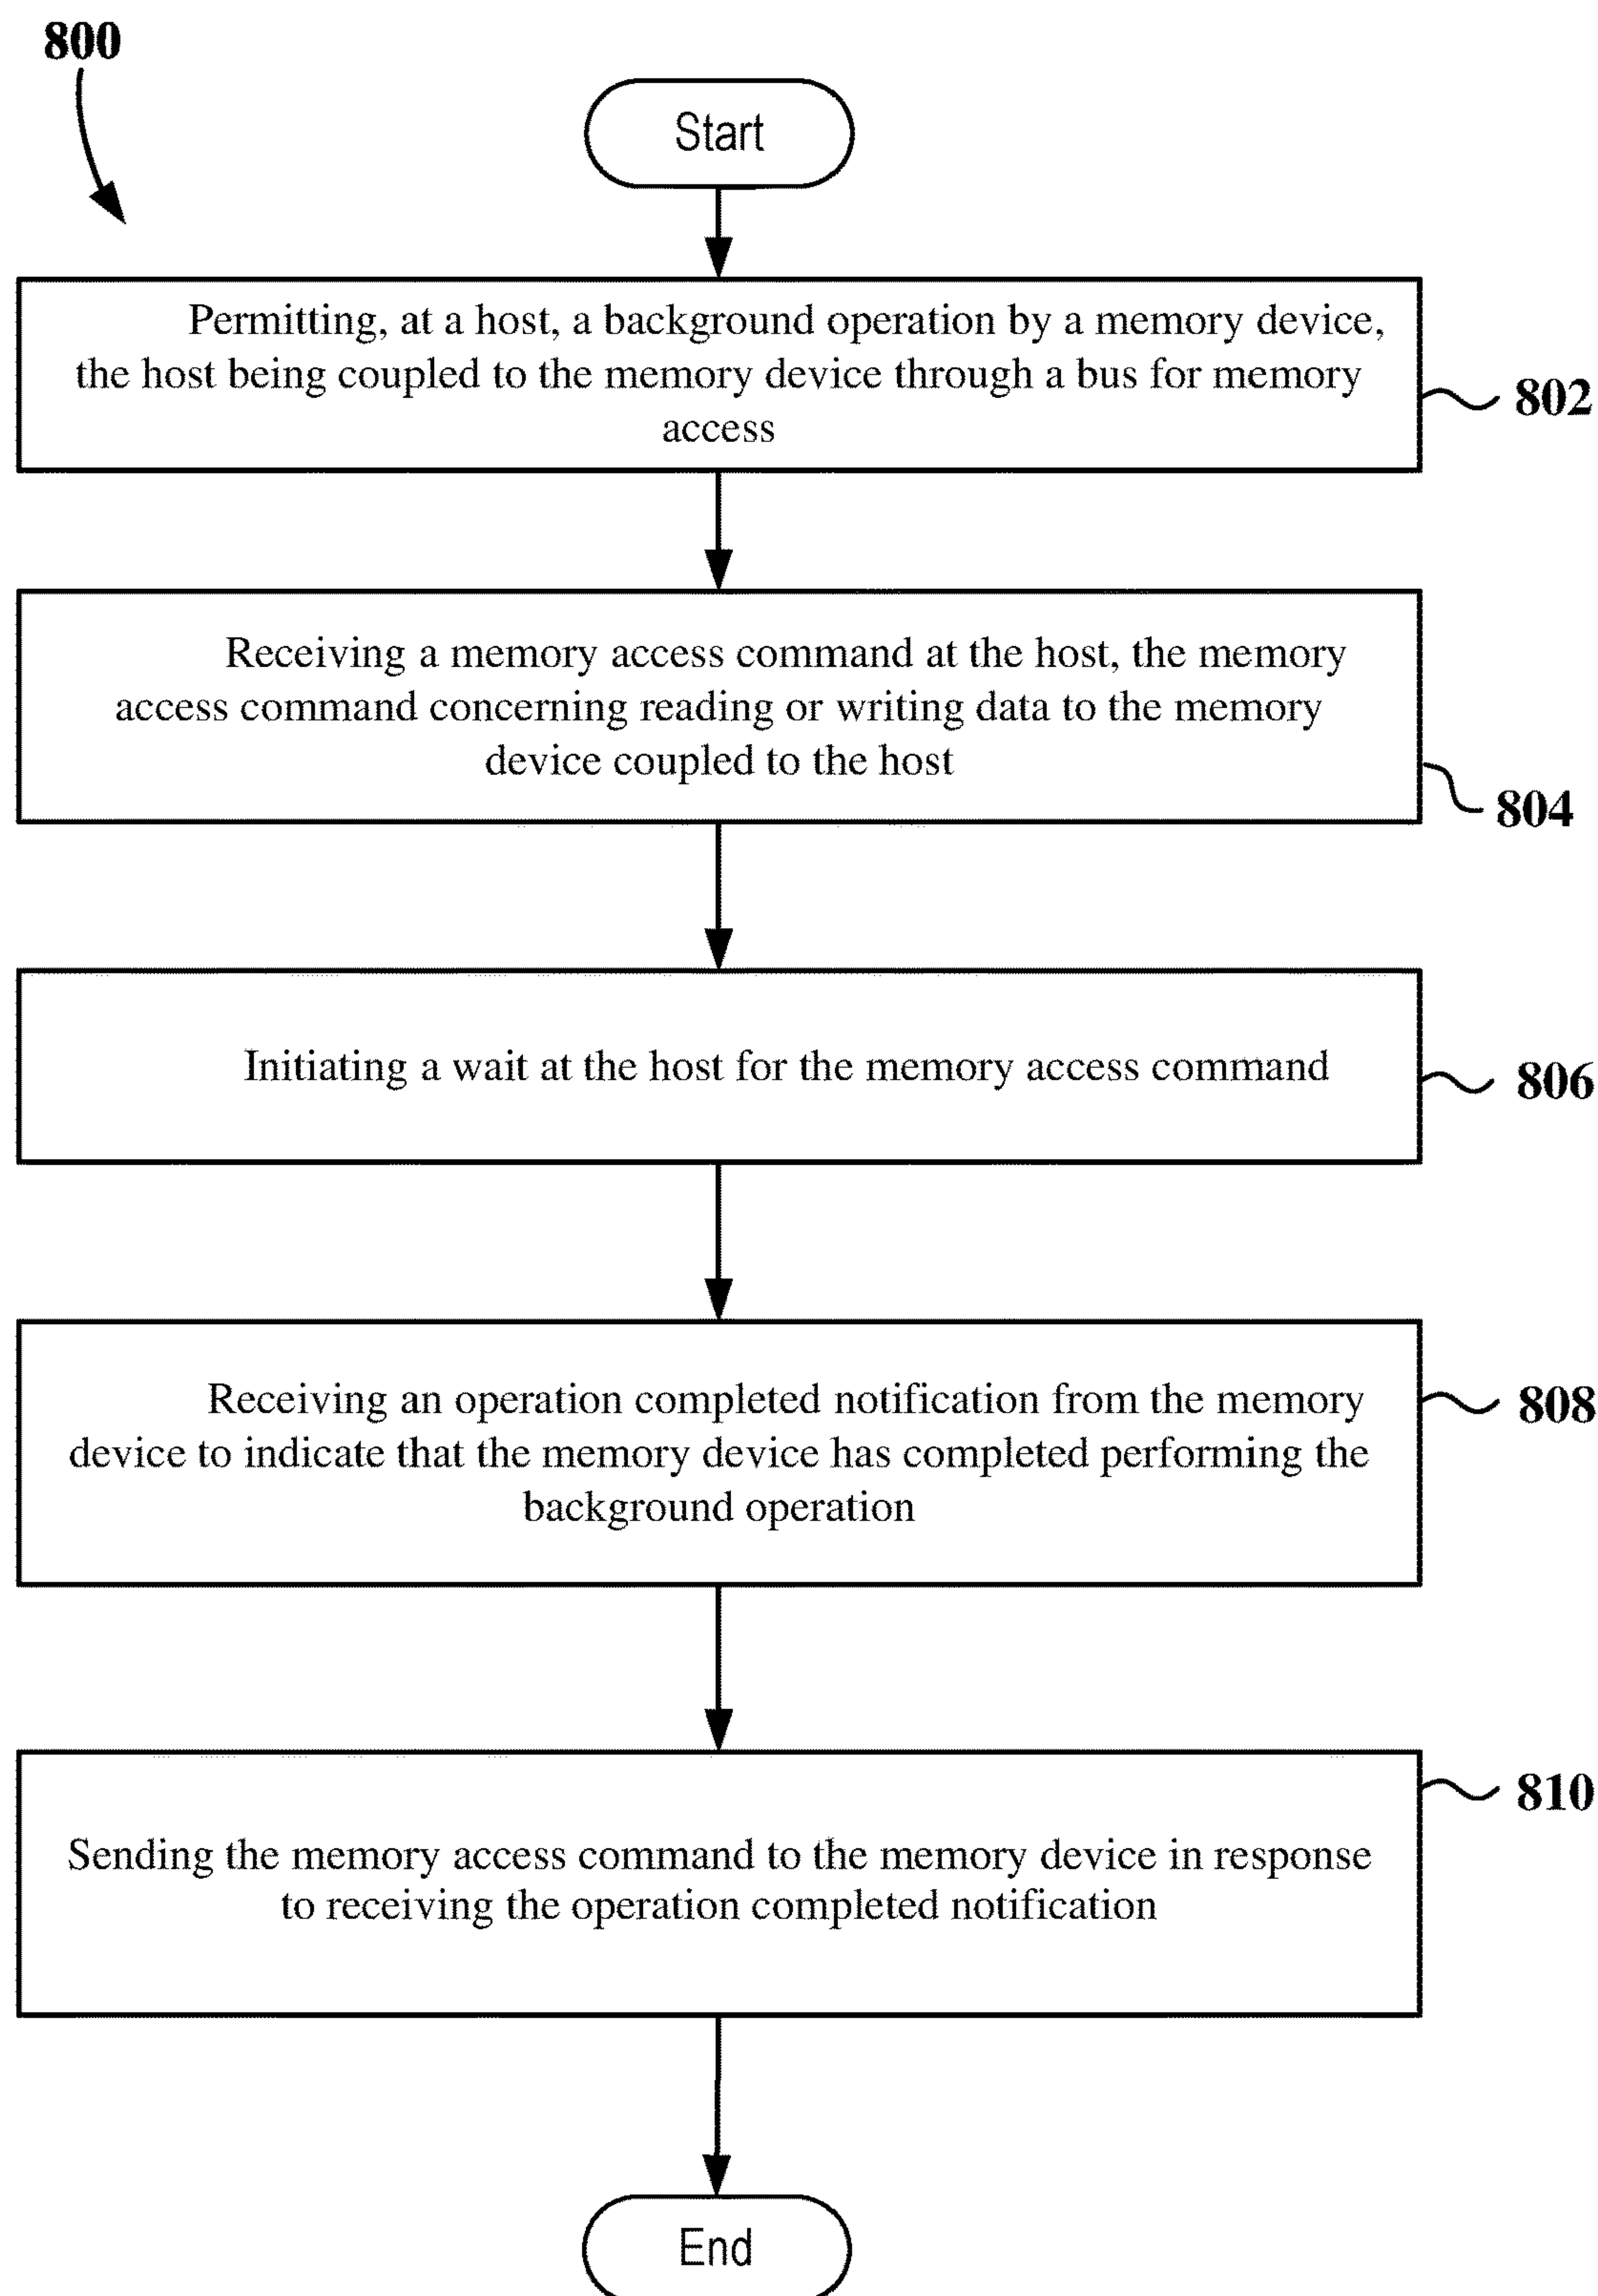 800
Start
Permitting, at a host, a background operation by a memory device,
the host being coupled to the memory device through a bus for memory
access
802
Receiving a memory access command at the host, the memory
access command concerning reading or writing data to the memory
device coupled to the host
804
Initiating a wait at the host for the memory access command
806
Receiving an operation completed notification from the memory
device to indicate that the memory device has completed performing the
background operation
808
Sending the memory access command to the memory device in response
to receiving the operation completed notification
810
End